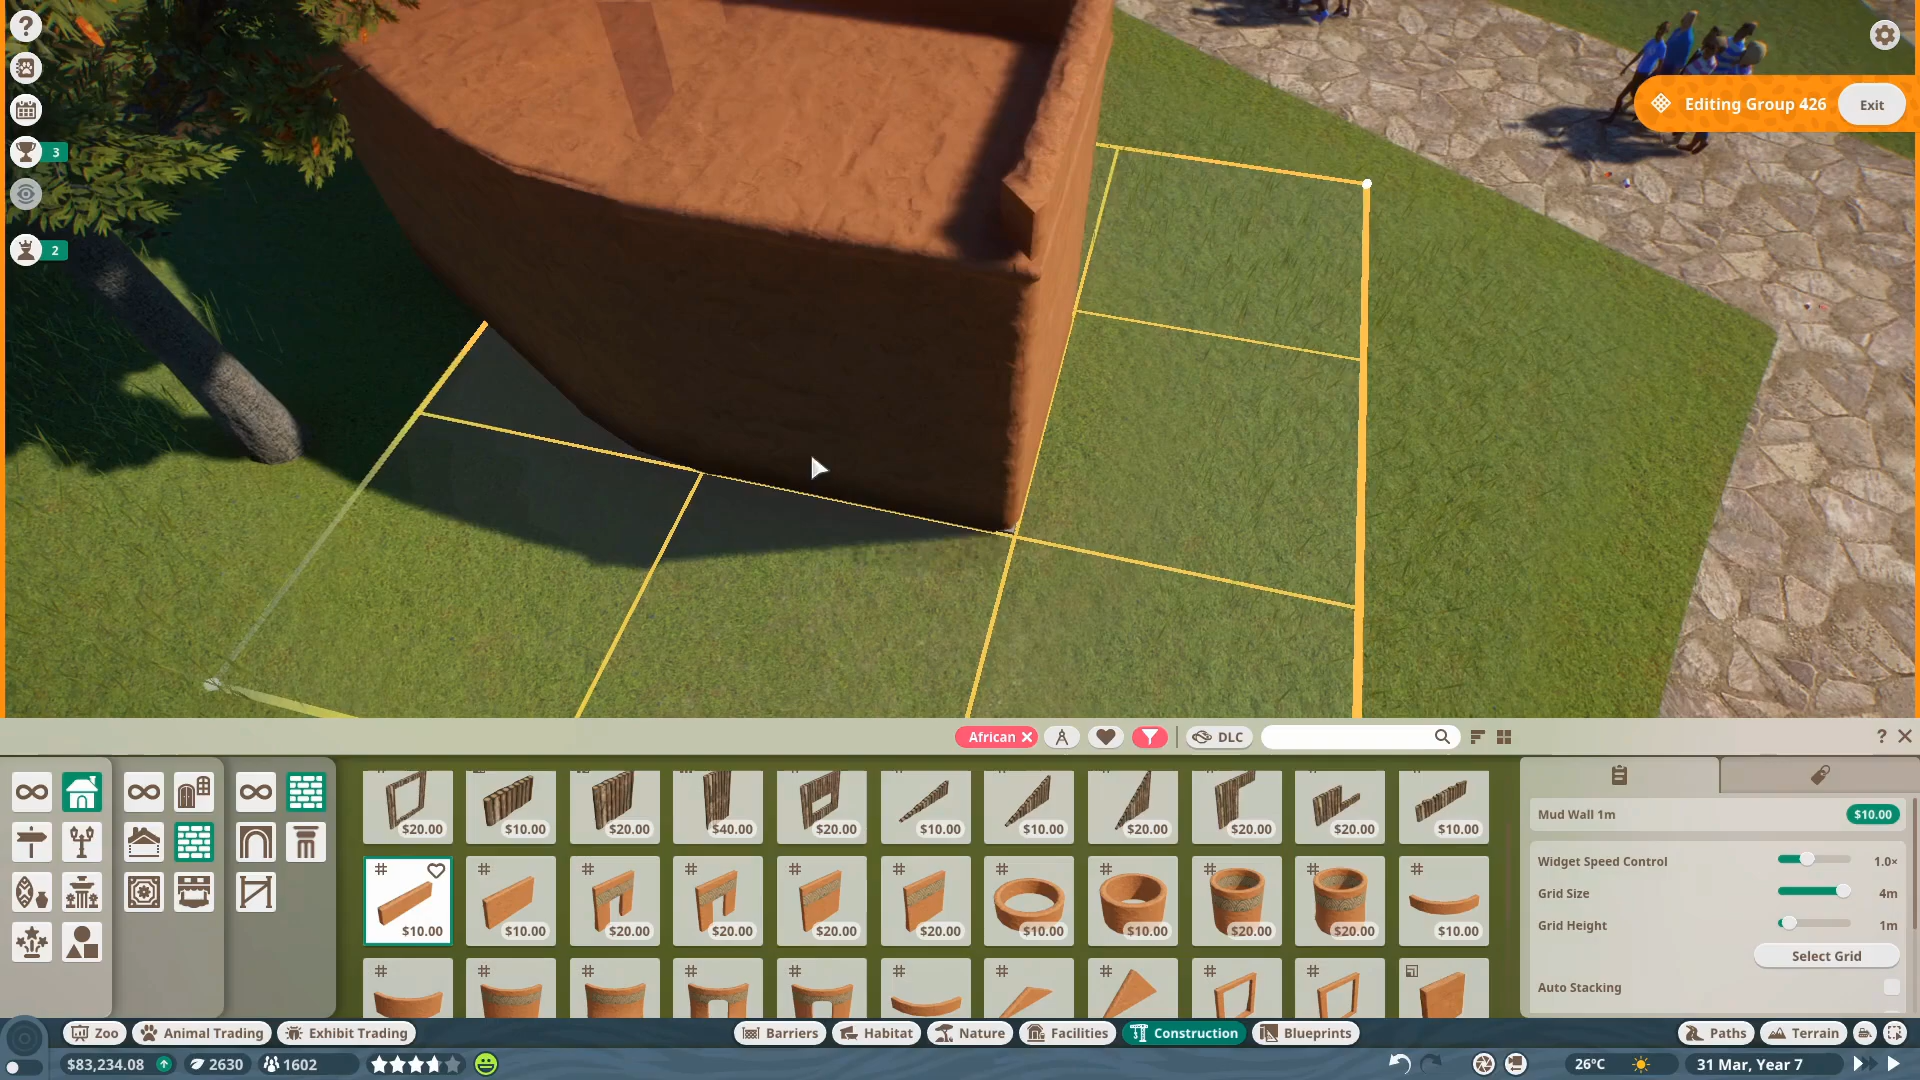 ?
Editing Group 426
Exit
3
2
African ×
DLC
? ×
$20.00 $10.00 $20.00 $40.00 $20.00 $10.00 $10.00 $20.00 $20.00 $20.00 $10.00
$10.00 $10.00 $20.00 $20.00 $20.00 $20.00 $10.00 $10.00 $20.00 $20.00 $10.00
Mud Wall 1m $10.00
Widget Speed Control 1.0×
Grid Size 4m
Grid Height 1m
Select Grid
Auto Stacking
Zoo Animal Trading Exhibit Trading Barriers Habitat Nature Facilities Construction Blueprints Paths Terrain
$83,234.08 2630 1602 26°C 31 Mar, Year 7